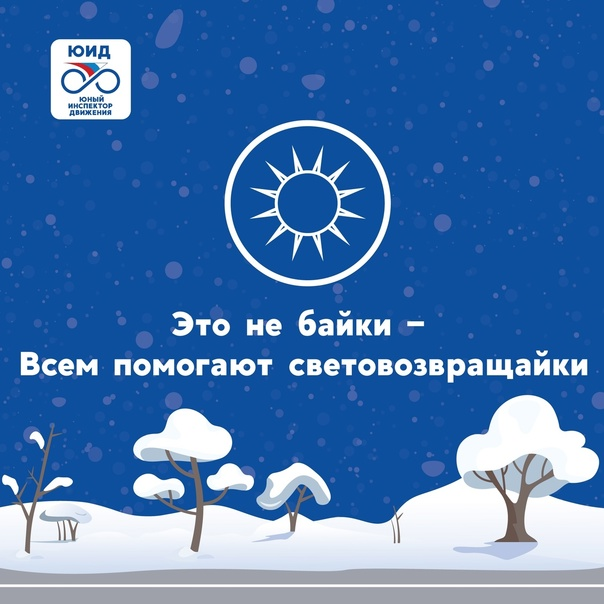 ЮИД
ЮНЫЙ
ИНСПЕКТОР
ДВИЖЕНИЯ
Это не байки –
Всем помогают световозвращайки